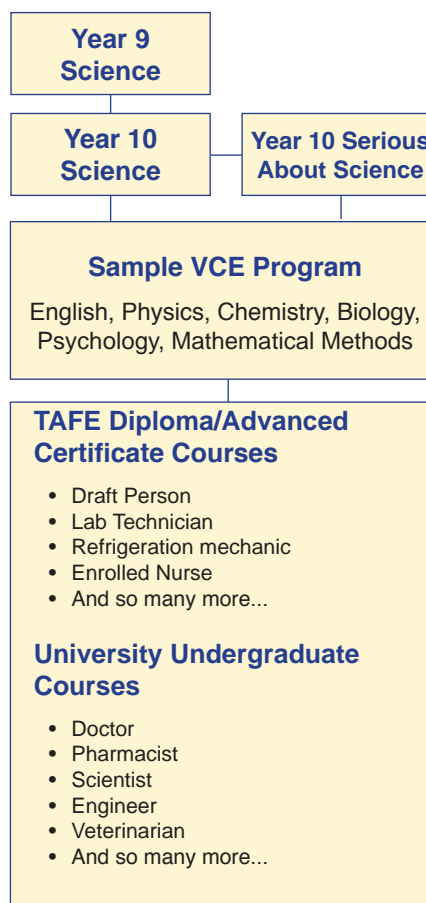 Year 9
Science
Year 10
Science
Year 10 Serious
About Science
Sample VCE Program
English, Physics, Chemistry, Biology,
Psychology, Mathematical Methods
TAFE Diploma/Advanced
Certificate Courses
• Draft Person
• Lab Technician
• Refrigeration mechanic
• Enrolled Nurse
• And so many more...
University Undergraduate
Courses
• Doctor
• Pharmacist
• Scientist
• Engineer
• Veterinarian
• And so many more...